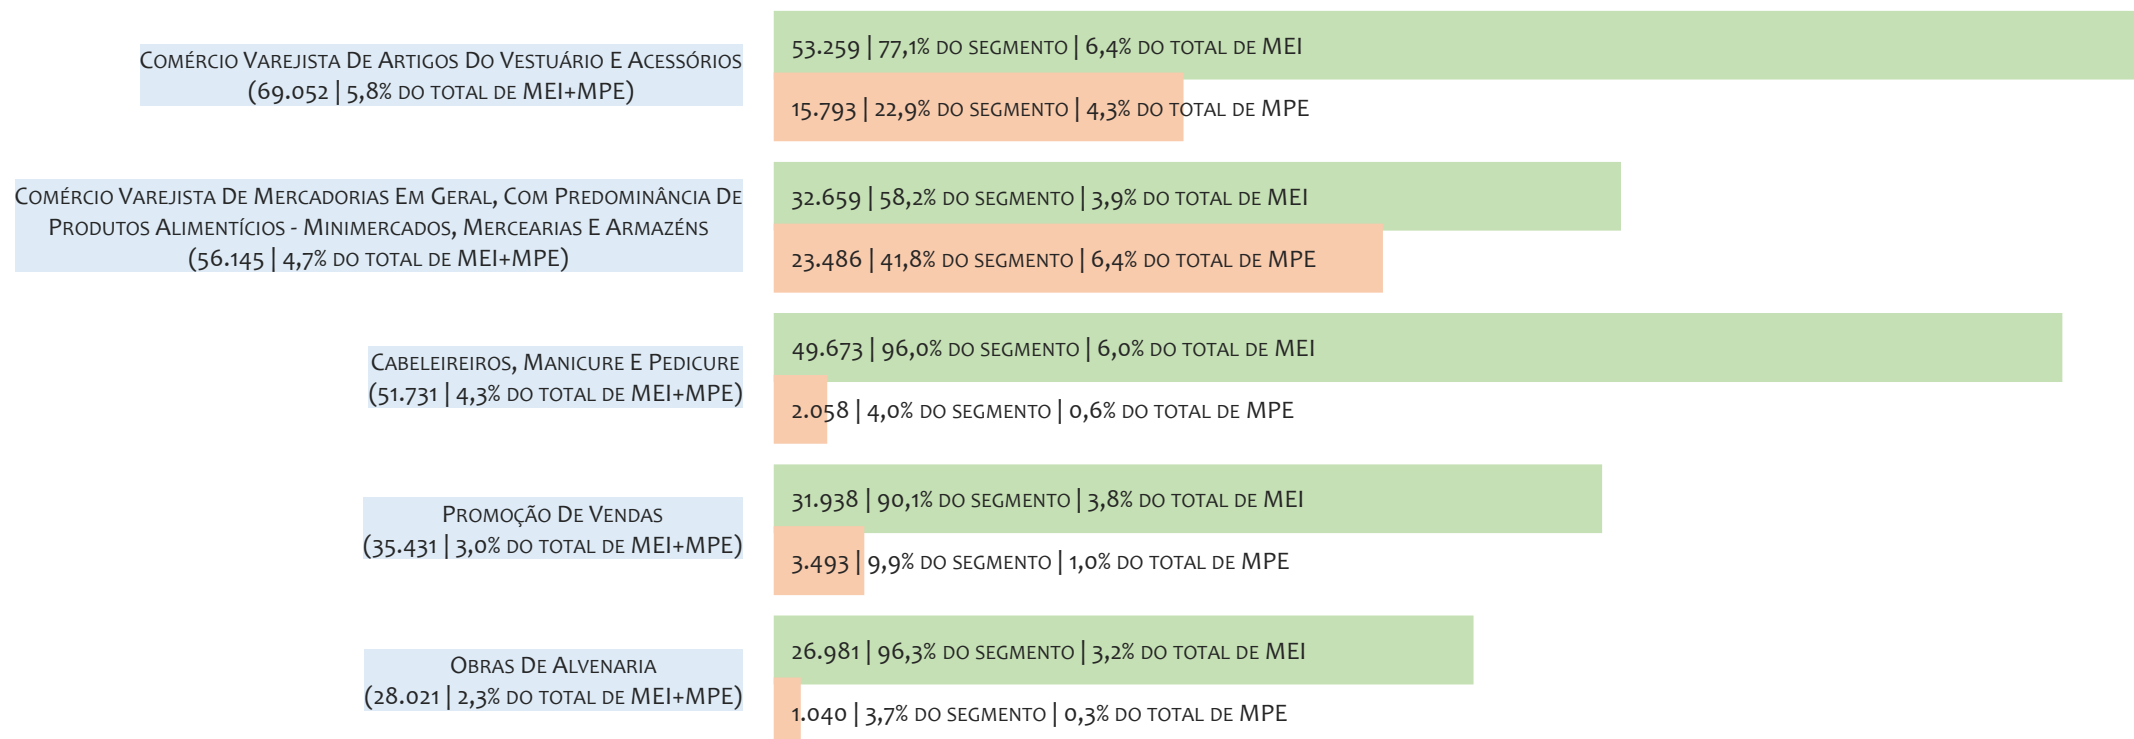 Comércio Varejista De Artigos Do Vestuário E Acessórios
(69.052 | 5,8% do total de MEI+MPE)
53.259 | 77,1% do segmento | 6,4% do total de MEI
15.793 | 22,9% do segmento | 4,3% do total de MPE
Comércio Varejista De Mercadorias Em Geral, Com Predominância De
Produtos Alimentícios - Minimercados, Mercearias E Armazéns
(56.145 | 4,7% do total de MEI+MPE)
32.659 | 58,2% do segmento | 3,9% do total de MEI
23.486 | 41,8% do segmento | 6,4% do total de MPE
Cabeleireiros, Manicure E Pedicure
(51.731 | 4,3% do total de MEI+MPE)
49.673 | 96,0% do segmento | 6,0% do total de MEI
2.058 | 4,0% do segmento | 0,6% do total de MPE
Promoção De Vendas
(35.431 | 3,0% do total de MEI+MPE)
31.938 | 90,1% do segmento | 3,8% do total de MEI
3.493 | 9,9% do segmento | 1,0% do total de MPE
Obras De Alvenaria
(28.021 | 2,3% do total de MEI+MPE)
26.981 | 96,3% do segmento | 3,2% do total de MEI
1.040 | 3,7% do segmento | 0,3% do total de MPE